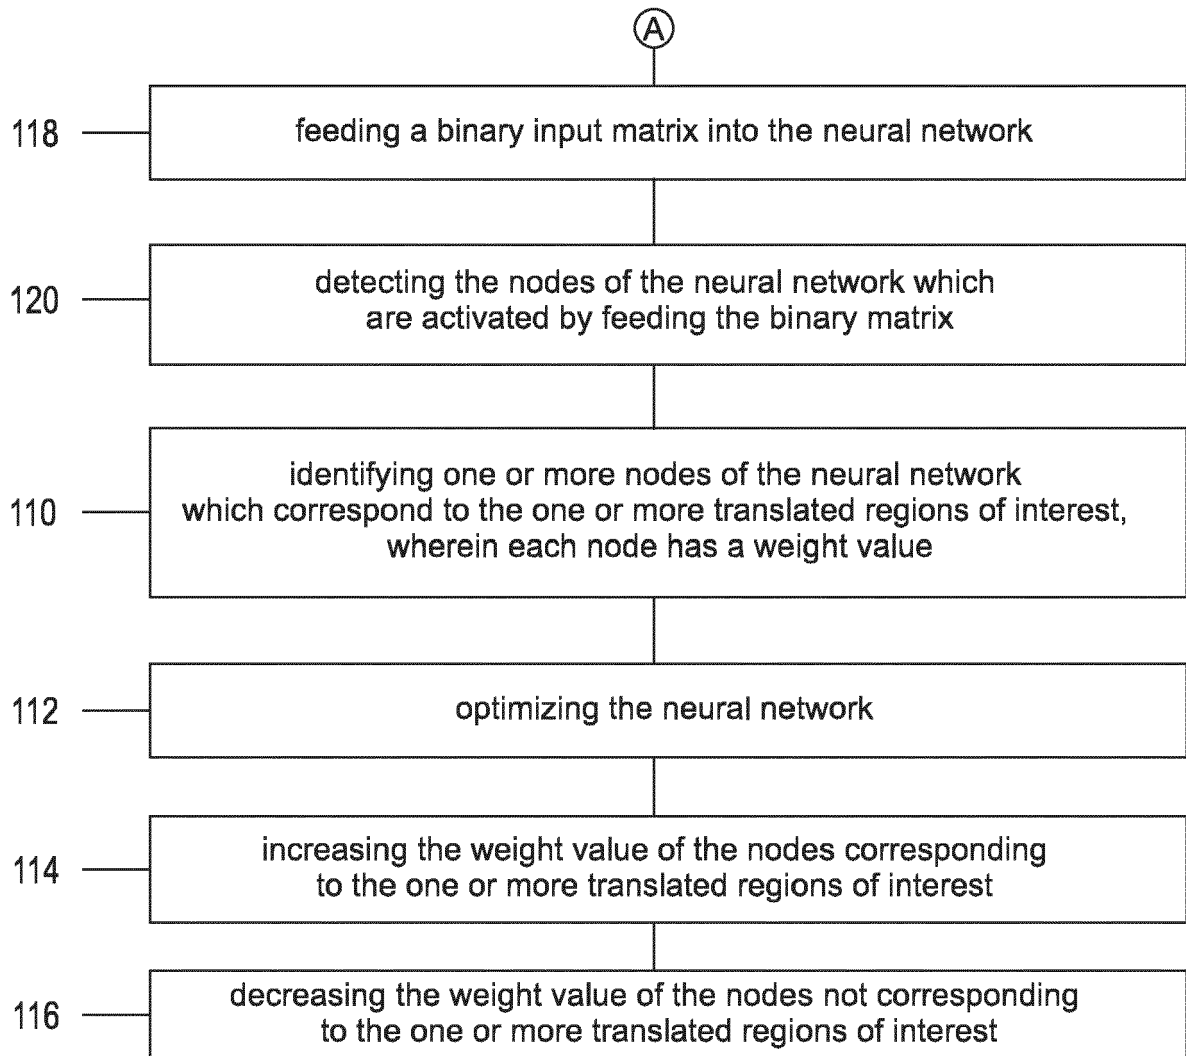 A
118
feeding a binary input matrix into the neural network
120
detecting the nodes of the neural network which
are activated by feeding the binary matrix
110
identifying one or more nodes of the neural network
which correspond to the one or more translated regions of interest,
wherein each node has a weight value
112
optimizing the neural network
114
increasing the weight value of the nodes corresponding
to the one or more translated regions of interest
116
decreasing the weight value of the nodes not corresponding
to the one or more translated regions of interest